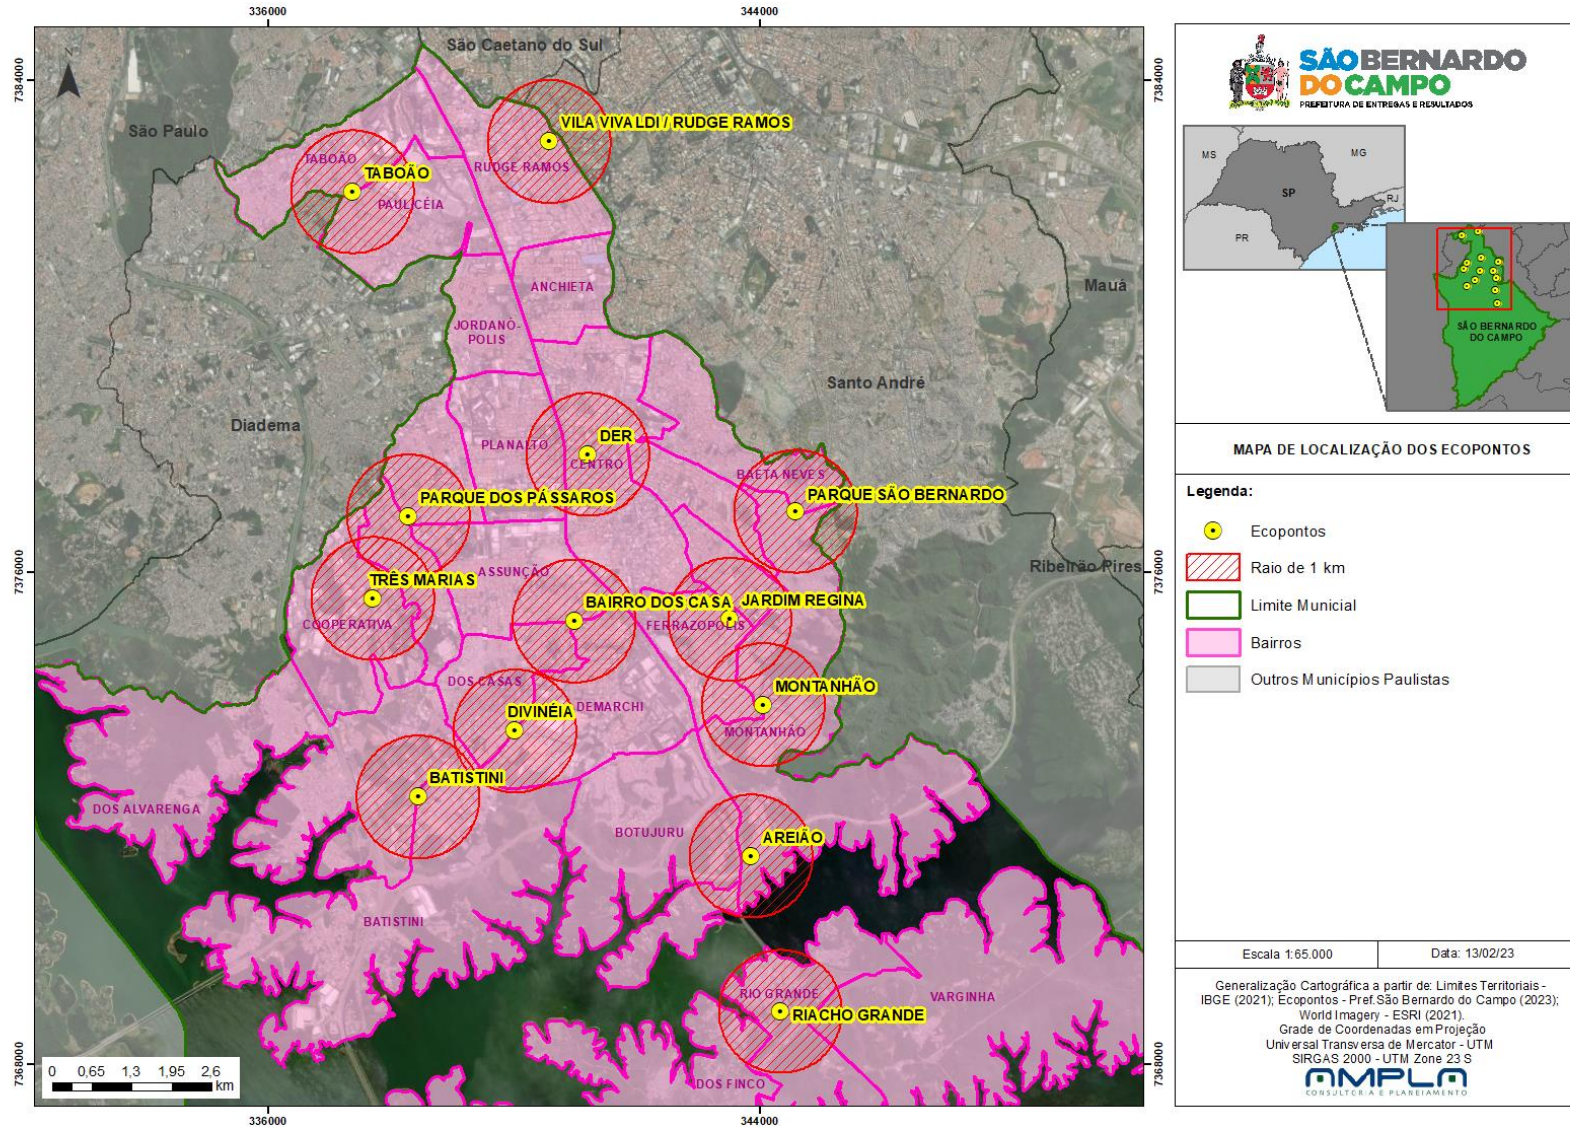 336000
344000
7384000
7384000
7376000
7376000
7368000
7368000
336000
344000
N
São Caetano do Sul
São Paulo
VILA VIVALDI / RUDGE RAMOS
TABOÃO
RUDGE RAMOS
TABOÃO
PAULICÉIA
ANCHIETA
Mauá
JORDANÓ-
POLIS
Santo André
Diadema
DER
PLANALTO
CENTRO
BAETA NEVES
PARQUE DOS PÁSSAROS
PARQUE SÃO BERNARDO
Ribeirão Pires
ASSUNÇÃO
TRÊS MARIAS
BAIRRO DOS CASA
JARDIM REGINA
COOPERATIVA
FERRAZÓPOLIS
DOS CASAS
MONTANHÃO
DEMARCHI
DIVINÉIA
MONTANHÃO
BATISTINI
DOS ALVARENGA
BOTUJURU
AREIÃO
BATISTINI
RIO GRANDE
VARGINHA
RIACHO GRANDE
DOS FINCO
0 0,65 1,3 1,95 2,6
km
SÃO BERNARDO
DO CAMPO
PREFEITURA DE ENTREGAS E RESULTADOS
MS
MG
SP
RJ
PR
SÃO BERNARDO
DO CAMPO
MAPA DE LOCALIZAÇÃO DOS ECOPONTOS
Legenda:
Ecopontos
Raio de 1 km
Limite Municial
Bairros
Outros Municípios Paulistas
Escala 1:65.000
Data: 13/02/23
Generalização Cartográfica a partir de: Limites Territoriais -
IBGE (2021); Ecopontos - Pref.São Bernardo do Campo (2023);
World Imagery - ESRI (2021).
Grade de Coordenadas em Projeção
Universal Transversa de Mercator - UTM
SIRGAS 2000 - UTM Zone 23 S
AMPLA
CONSULTORIA E PLANEJAMENTO